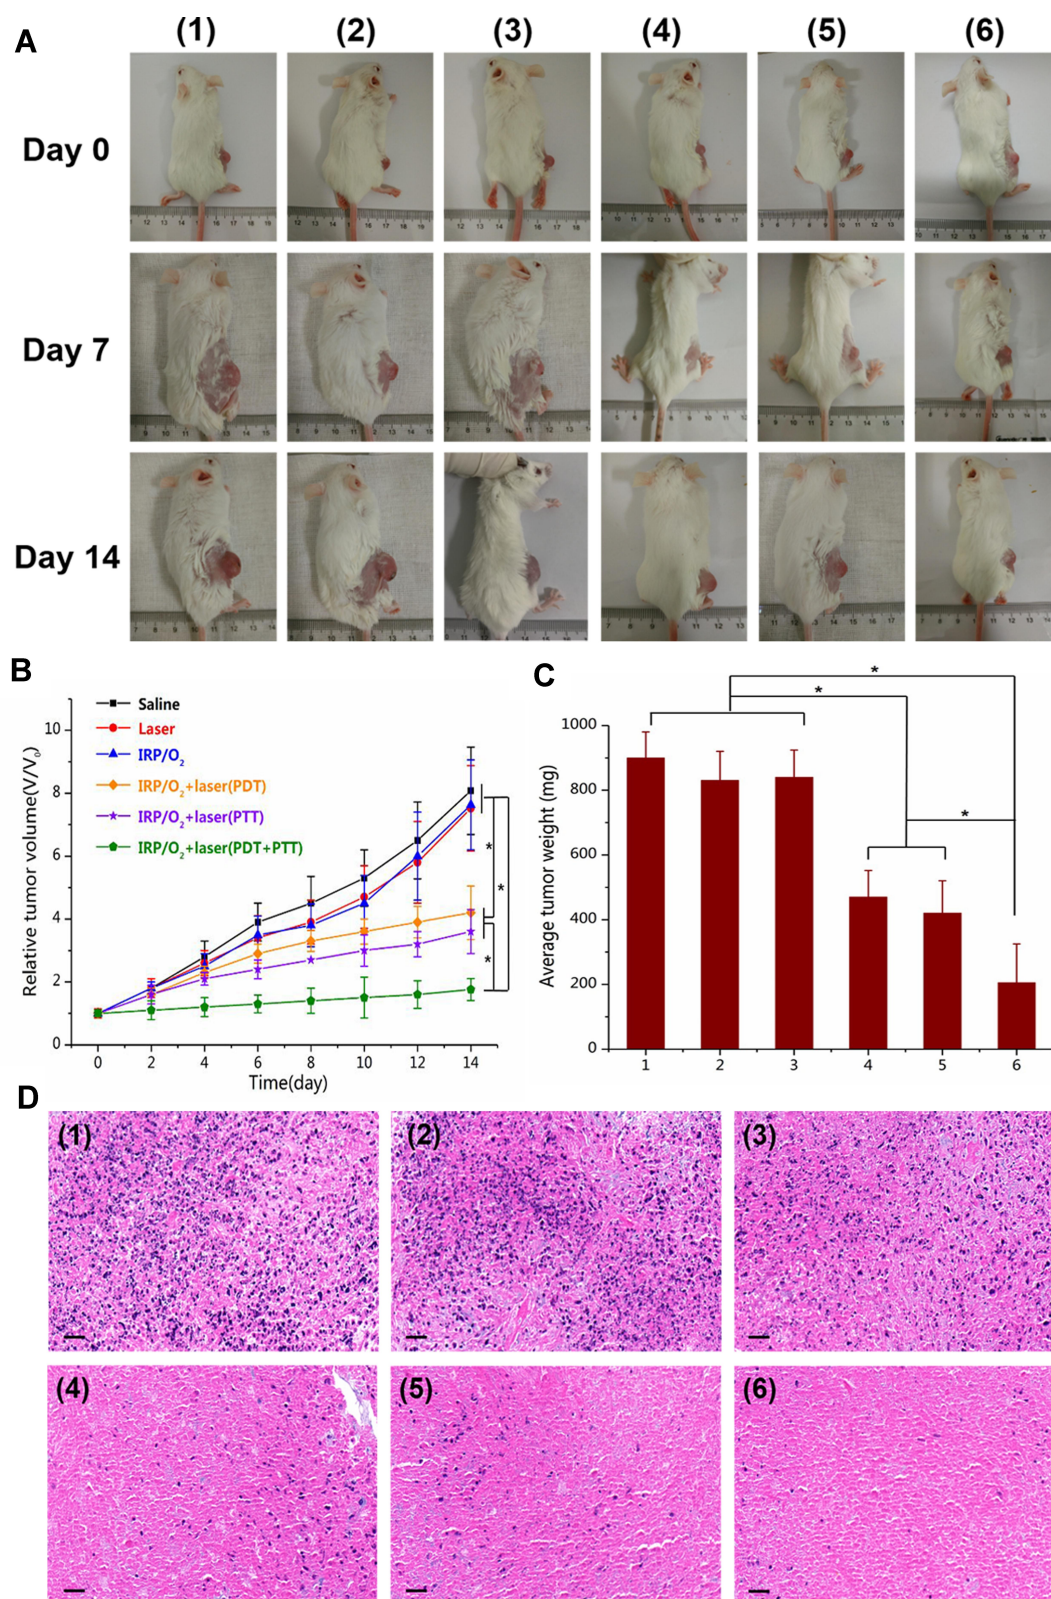 A
(1) (2) (3) (4) (5) (6)
Day 0
Day 7
Day 14
B
Relative tumor volume(V/V₀)
10
8
6
4
2
0
Saline
Laser
IRP/O₂
IRP/O₂+laser(PDT)
IRP/O₂+laser(PTT)
IRP/O₂+laser(PDT+PTT)
*
*
*
0 2 4 6 8 10 12 14
Time(day)
C
Average tumor weight (mg)
1000
800
600
400
200
0
*
*
*
1 2 3 4 5 6
D
(1) (2) (3)
(4) (5) (6)